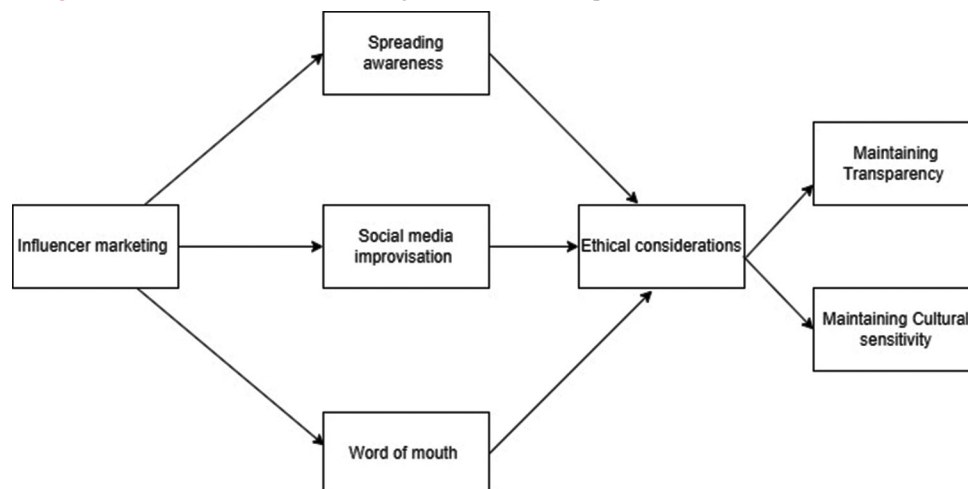 Spreading
awareness
Maintaining
Transparency
Influencer marketing
Social media
improvisation
Ethical considerations
Maintaining Cultural
sensitivity
Word of mouth